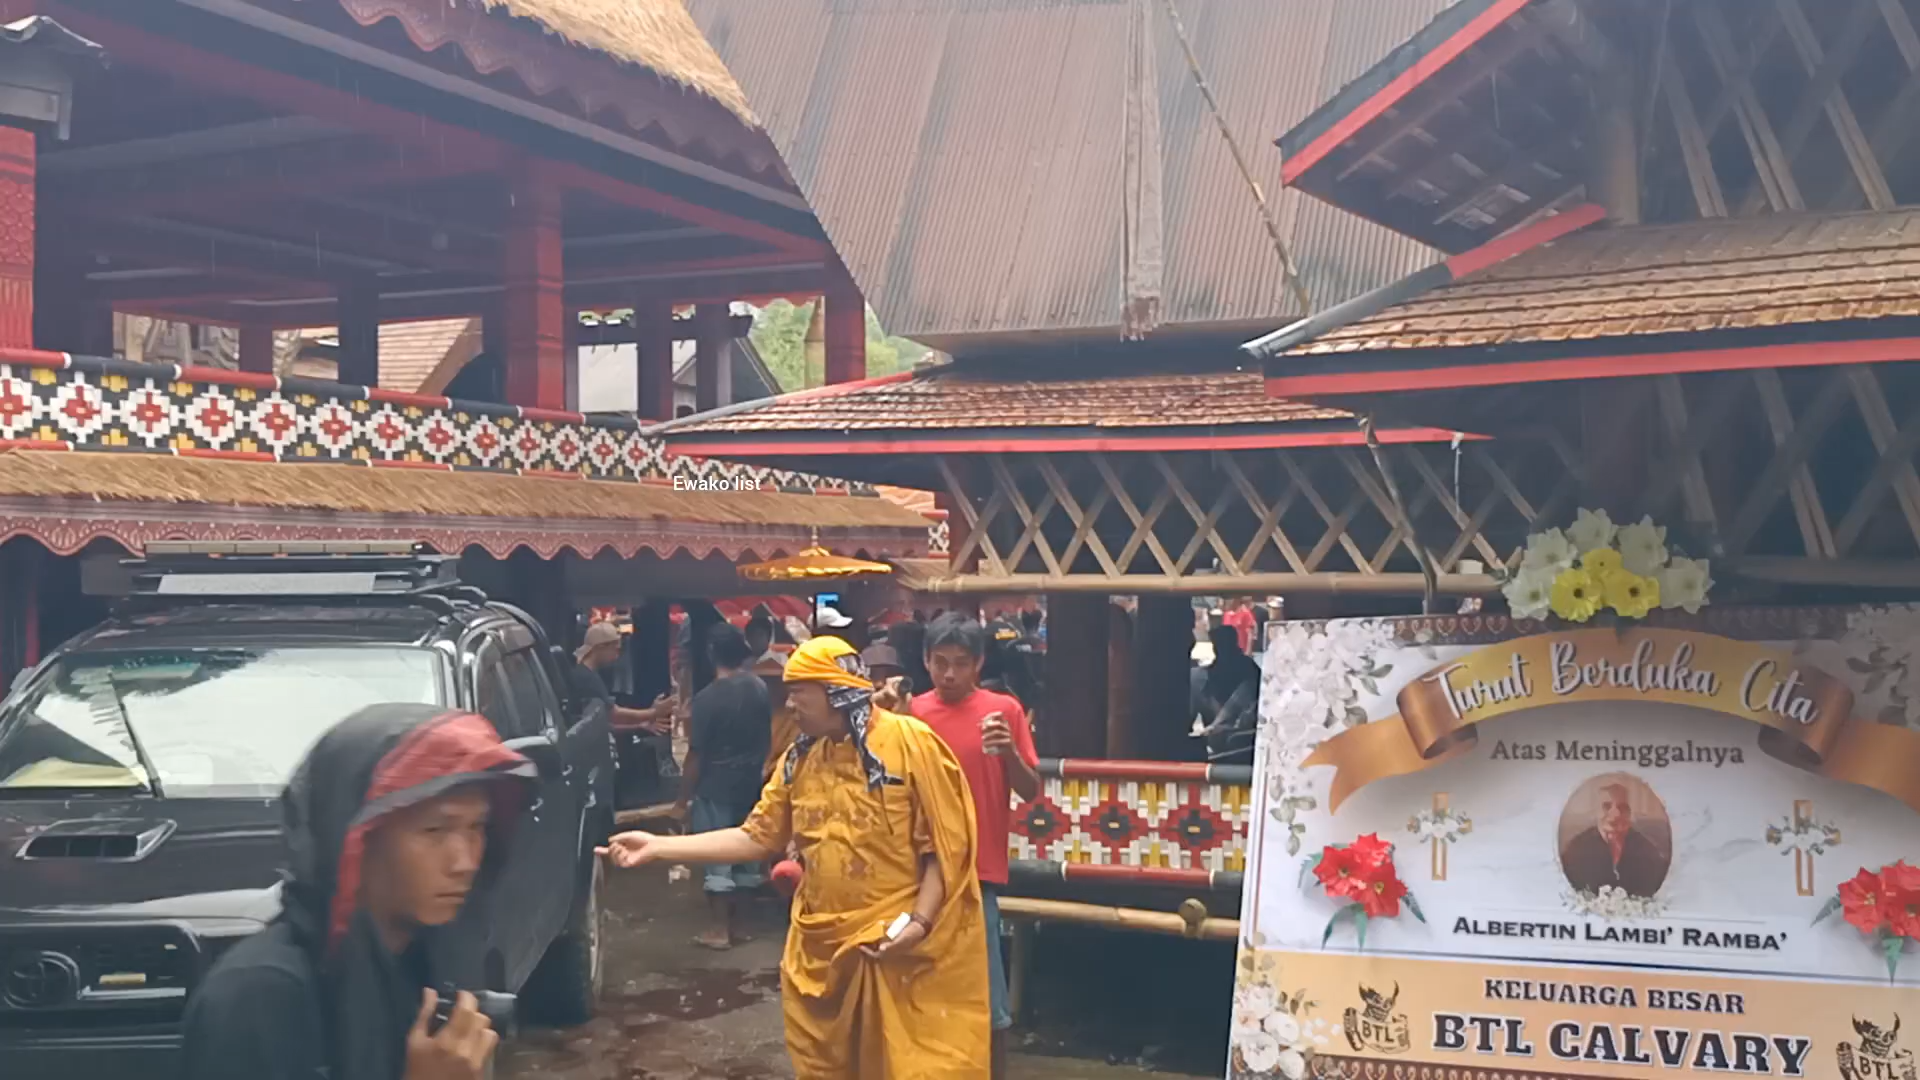 Ewako list
Turut Berduka Cita
Atas Meninggalnya
ALBERTIN LAMBI' RAMBA'
KELUARGA BESAR
BTL CALVARY
BTL
BTL